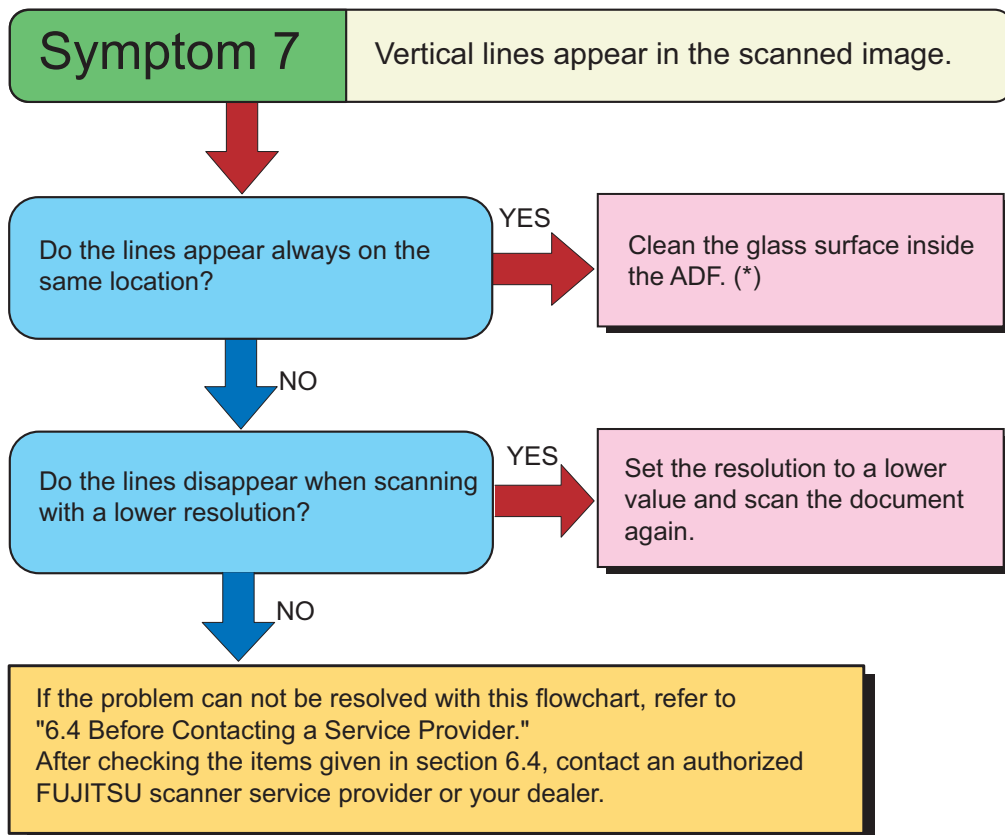 Symptom 7
Vertical lines appear in the scanned image.
Do the lines appear always on the
same location?
YES
Clean the glass surface inside
the ADF. (*)
NO
Do the lines disappear when scanning
with a lower resolution?
YES
Set the resolution to a lower
value and scan the document
again.
NO
If the problem can not be resolved with this flowchart, refer to
"6.4 Before Contacting a Service Provider."
After checking the items given in section 6.4, contact an authorized
FUJITSU scanner service provider or your dealer.